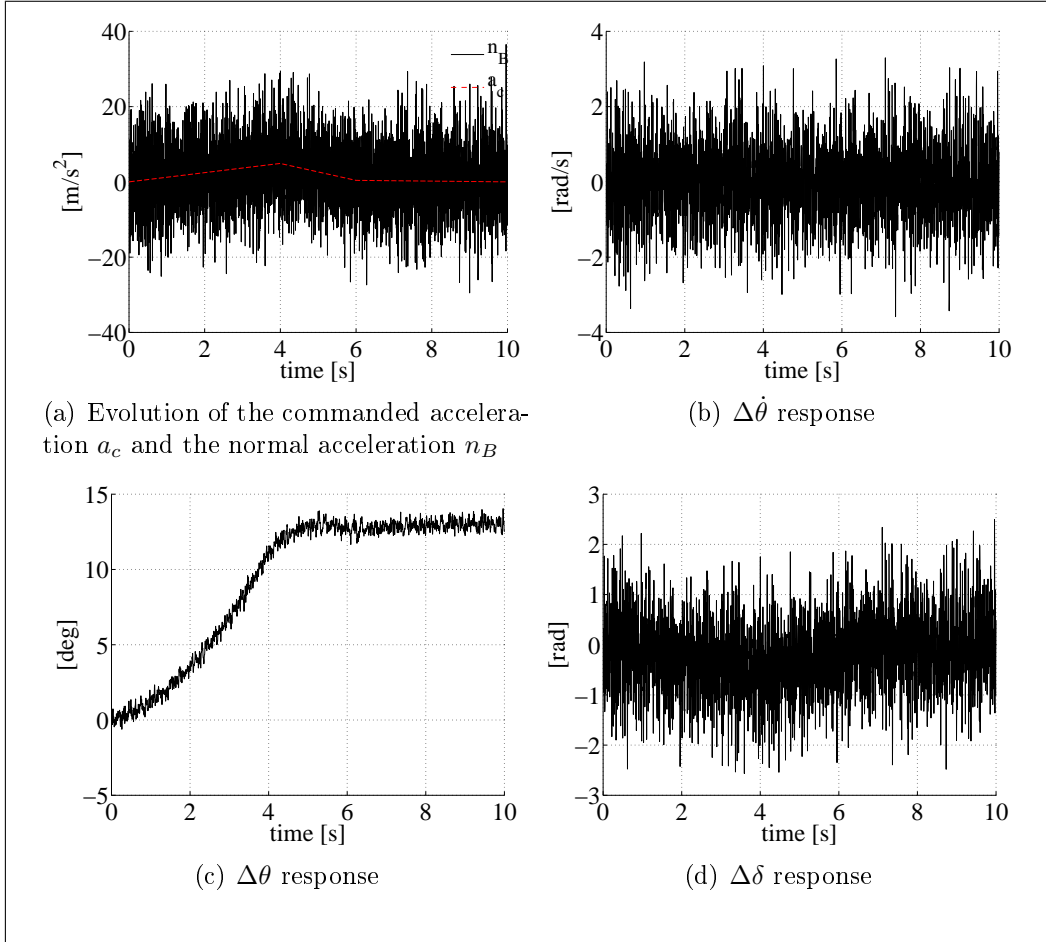 40
20
0
−20
−40
[m/s²]
0 2 4 6 8 10
time [s]
n_B
a_c
4
2
0
−2
−4
[rad/s]
0 2 4 6 8 10
time [s]
(a) Evolution of the commanded accelera-
tion a_c and the normal acceleration n_B
(b) Δθ̇ response
15
10
5
0
−5
[deg]
0 2 4 6 8 10
time [s]
3
2
1
0
−1
−2
−3
[rad]
0 2 4 6 8 10
time [s]
(c) Δθ response
(d) Δδ response